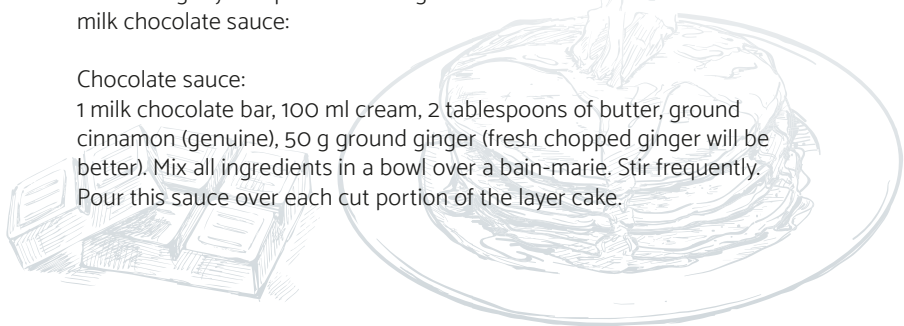 milk chocolate sauce:
Chocolate sauce:
1 milk chocolate bar, 100 ml cream, 2 tablespoons of butter, ground
cinnamon (genuine), 50 g ground ginger (fresh chopped ginger will be
better). Mix all ingredients in a bowl over a bain-marie. Stir frequently.
Pour this sauce over each cut portion of the layer cake.